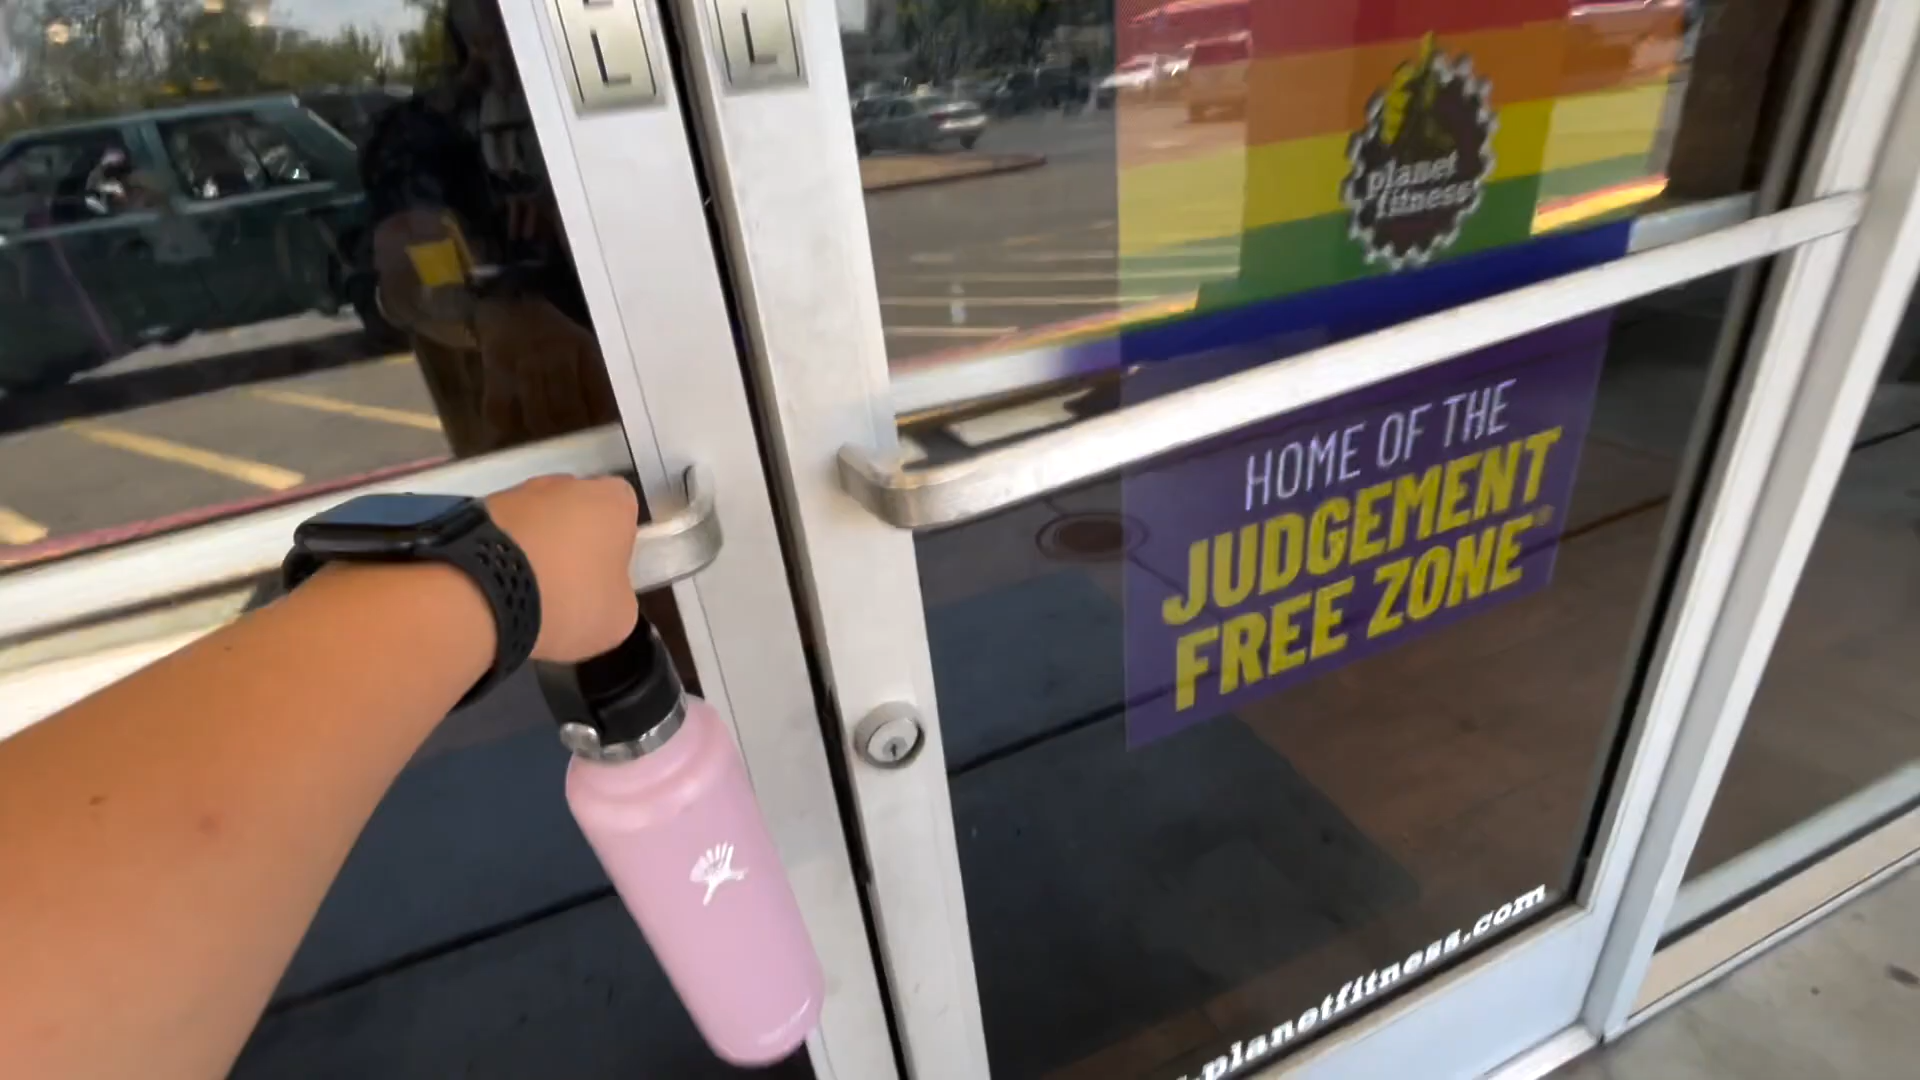 L
L
planet
fitness
HOME OF THE
JUDGEMENT
FREE ZONE®
.planetfitness.com